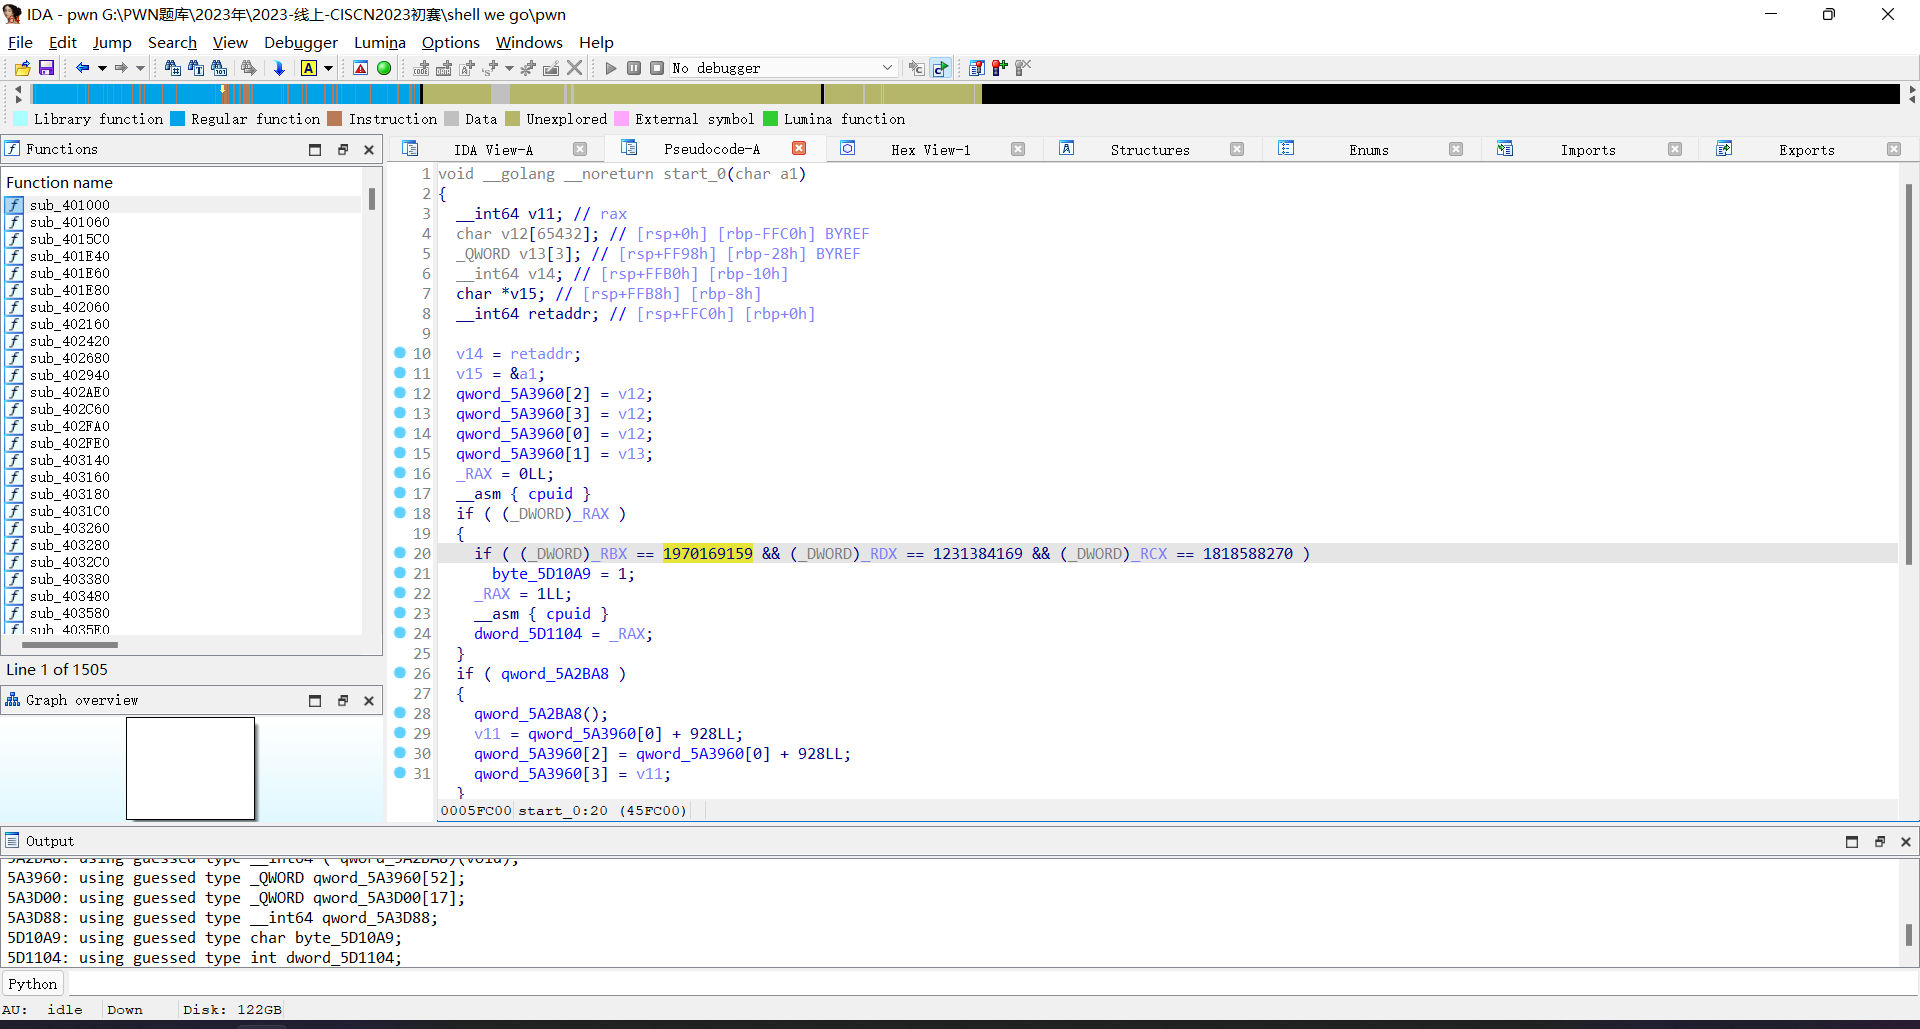 IDA - pwn G:\PWN题库\2023年\2023-线上-CISCN2023初赛\shell we go\pwn
File Edit Jump Search View Debugger Lumina Options Windows Help
No debugger
Library function Regular function Instruction Data Unexplored External symbol Lumina function
Functions
IDA View-A Pseudocode-A Hex View-1 Structures Enums Imports Exports
Function name
sub_401000
sub_401060
sub_4015C0
sub_401E40
sub_401E60
sub_401E80
sub_402060
sub_402160
sub_402420
sub_402680
sub_402940
sub_402AE0
sub_402C60
sub_402FA0
sub_402FE0
sub_403140
sub_403160
sub_403180
sub_4031C0
sub_403260
sub_403280
sub_4032C0
sub_403380
sub_403480
sub_403580
sub_4035E0
Line 1 of 1505
Graph overview
1 void __golang __noreturn start_0(char a1)
2 {
3 __int64 v11; // rax
4 char v12[65432]; // [rsp+0h] [rbp-FFC0h] BYREF
5 _QWORD v13[3]; // [rsp+FF98h] [rbp-28h] BYREF
6 __int64 v14; // [rsp+FFB0h] [rbp-10h]
7 char *v15; // [rsp+FFB8h] [rbp-8h]
8 __int64 retaddr; // [rsp+FFC0h] [rbp+0h]
9
10 v14 = retaddr;
11 v15 = &a1;
12 qword_5A3960[2] = v12;
13 qword_5A3960[3] = v12;
14 qword_5A3960[0] = v12;
15 qword_5A3960[1] = v13;
16 _RAX = 0LL;
17 __asm { cpuid }
18 if ( (_DWORD)_RAX )
19 {
20 if ( (_DWORD)_RBX == 1970169159 && (_DWORD)_RDX == 1231384169 && (_DWORD)_RCX == 1818588270 )
21 byte_5D10A9 = 1;
22 _RAX = 1LL;
23 __asm { cpuid }
24 dword_5D1104 = _RAX;
25 }
26 if ( qword_5A2BA8 )
27 {
28 qword_5A2BA8();
29 v11 = qword_5A3960[0] + 928LL;
30 qword_5A3960[2] = qword_5A3960[0] + 928LL;
31 qword_5A3960[3] = v11;
}
0005FC00 start_0:20 (45FC00)
Output
5A2BA8: using guessed type __int64 ( qword_5A2BA8)(void);
5A3960: using guessed type _QWORD qword_5A3960[52];
5A3D00: using guessed type _QWORD qword_5A3D00[17];
5A3D88: using guessed type __int64 qword_5A3D88;
5D10A9: using guessed type char byte_5D10A9;
5D1104: using guessed type int dword_5D1104;
Python
AU: idle Down Disk: 122GB